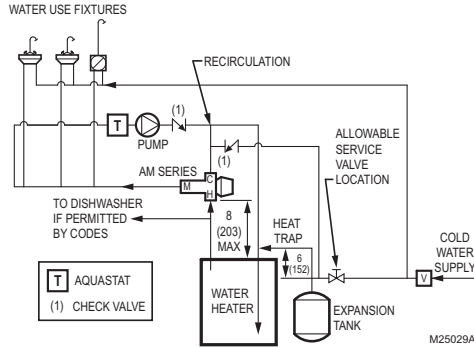 WATER USE FIXTURES
RECIRCULATION
(1)
T
PUMP
(1)
ALLOWABLE
SERVICE
VALVE
LOCATION
AM SERIES
M
C
H
TO DISHWASHER
IF PERMITTED
BY CODES
8
(203)
MAX
HEAT
TRAP
6
(152)
COLD
WATER
SUPPLY
V
T AQUASTAT
(1) CHECK VALVE
WATER
HEATER
EXPANSION
TANK
M25029A